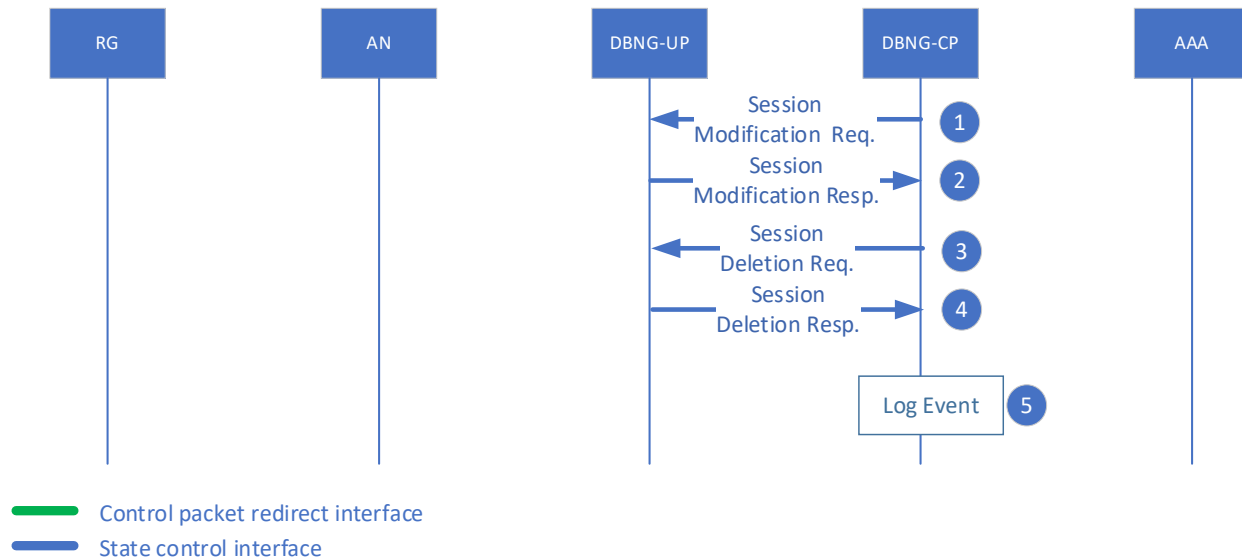 RG
AN
DBNG-UP
DBNG-CP
AAA
Session
Modification Req.
1
Session
Modification Resp.
2
Session
Deletion Req.
3
Session
Deletion Resp.
4
Log Event
5
Control packet redirect interface
State control interface